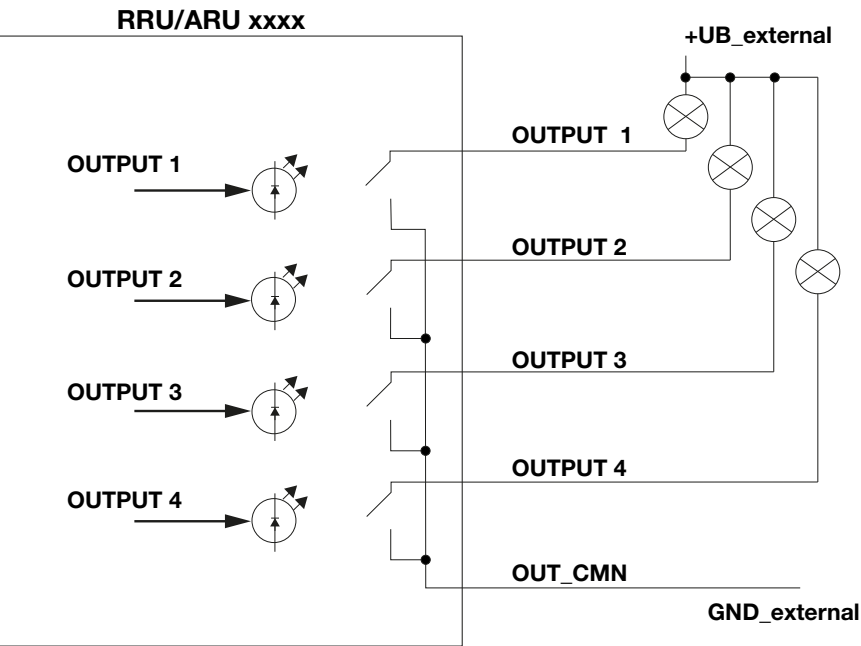 RRU/ARU xxxx
+UB_external
OUTPUT 1
OUTPUT 1
OUTPUT 2
OUTPUT 2
OUTPUT 3
OUTPUT 3
OUTPUT 4
OUTPUT 4
OUT_CMN
GND_external